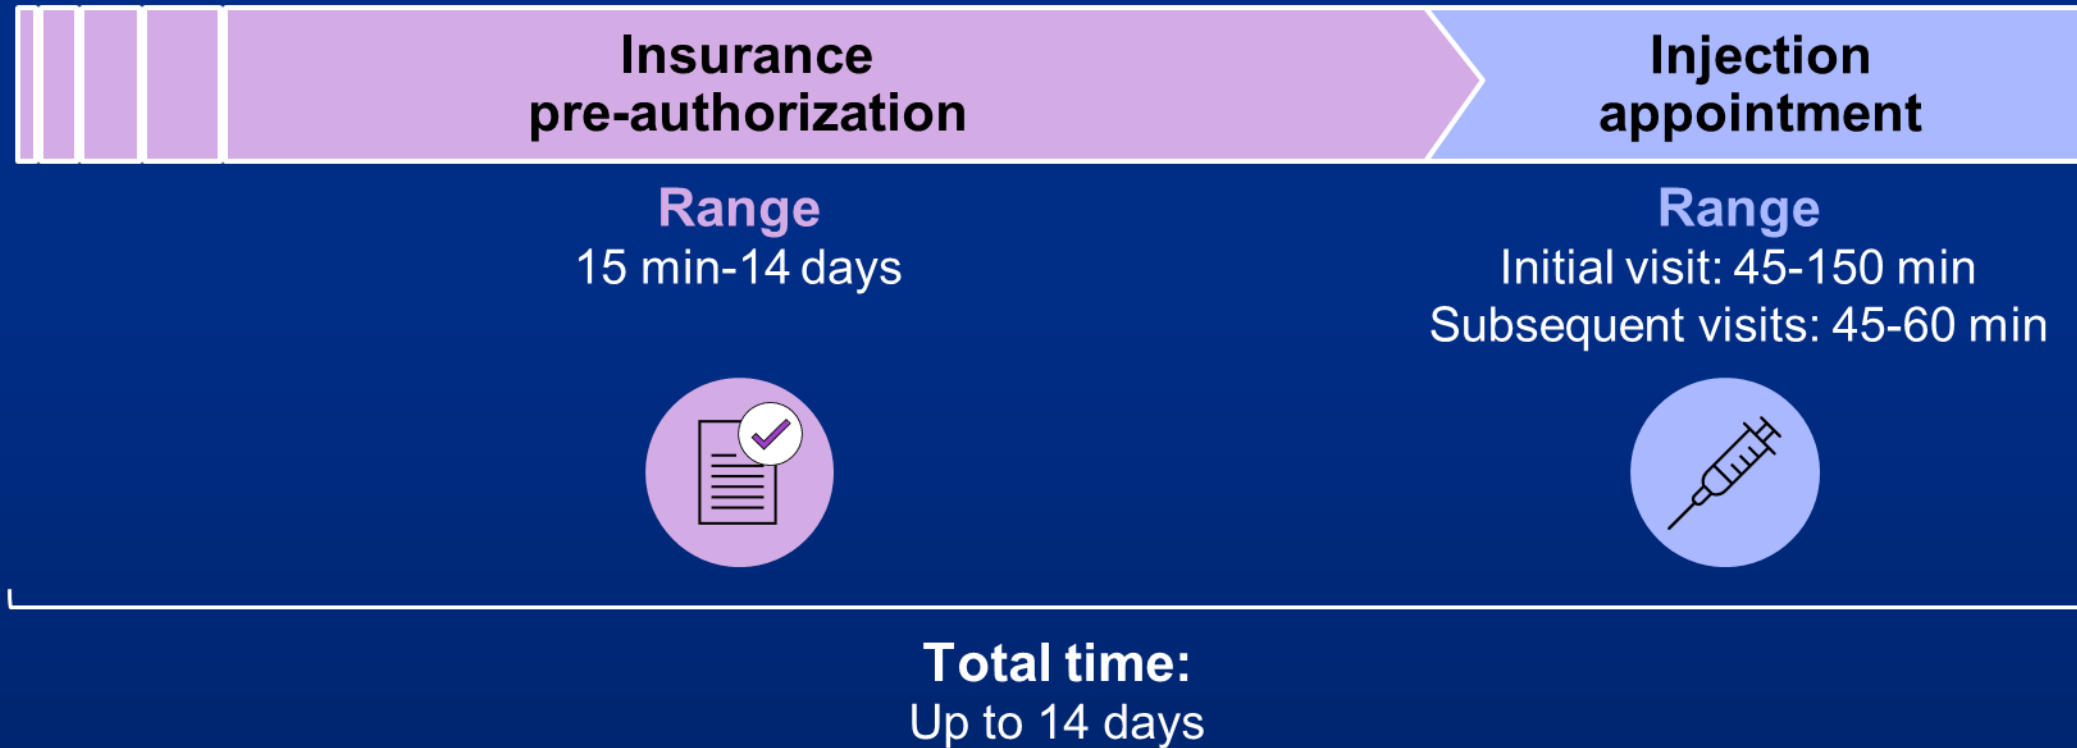 Insurance
pre-authorization
Injection
appointment
Range
15 min-14 days
Range
Initial visit: 45-150 min
Subsequent visits: 45-60 min
Total time:
Up to 14 days